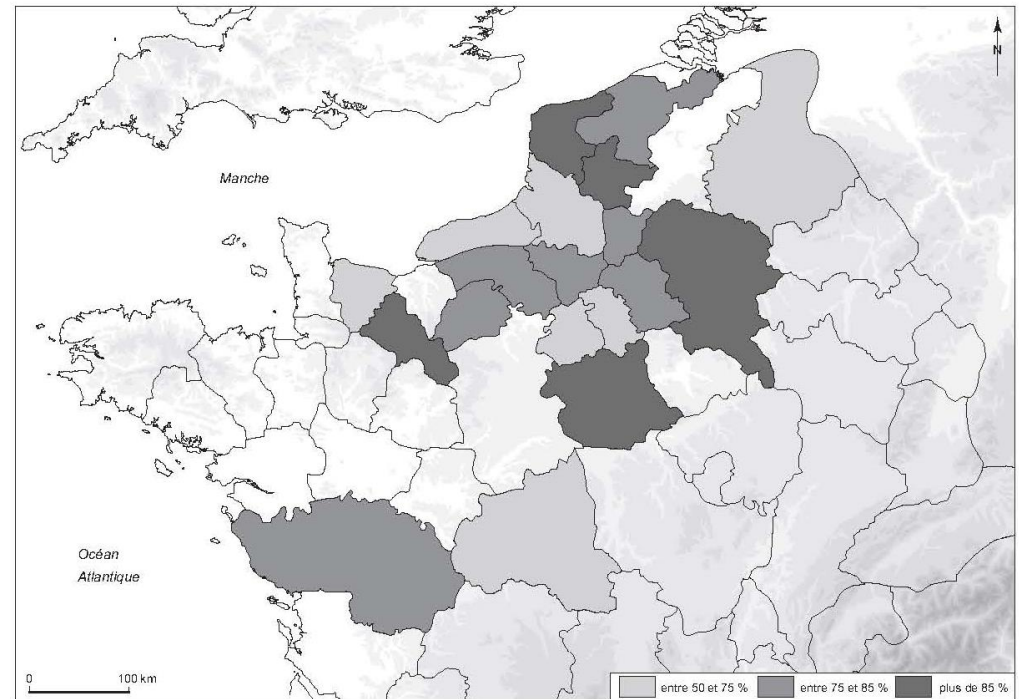 N
Manche
Océan
Atlantique
0 100 km
entre 50 et 75 % entre 75 et 85 % plus de 85 %